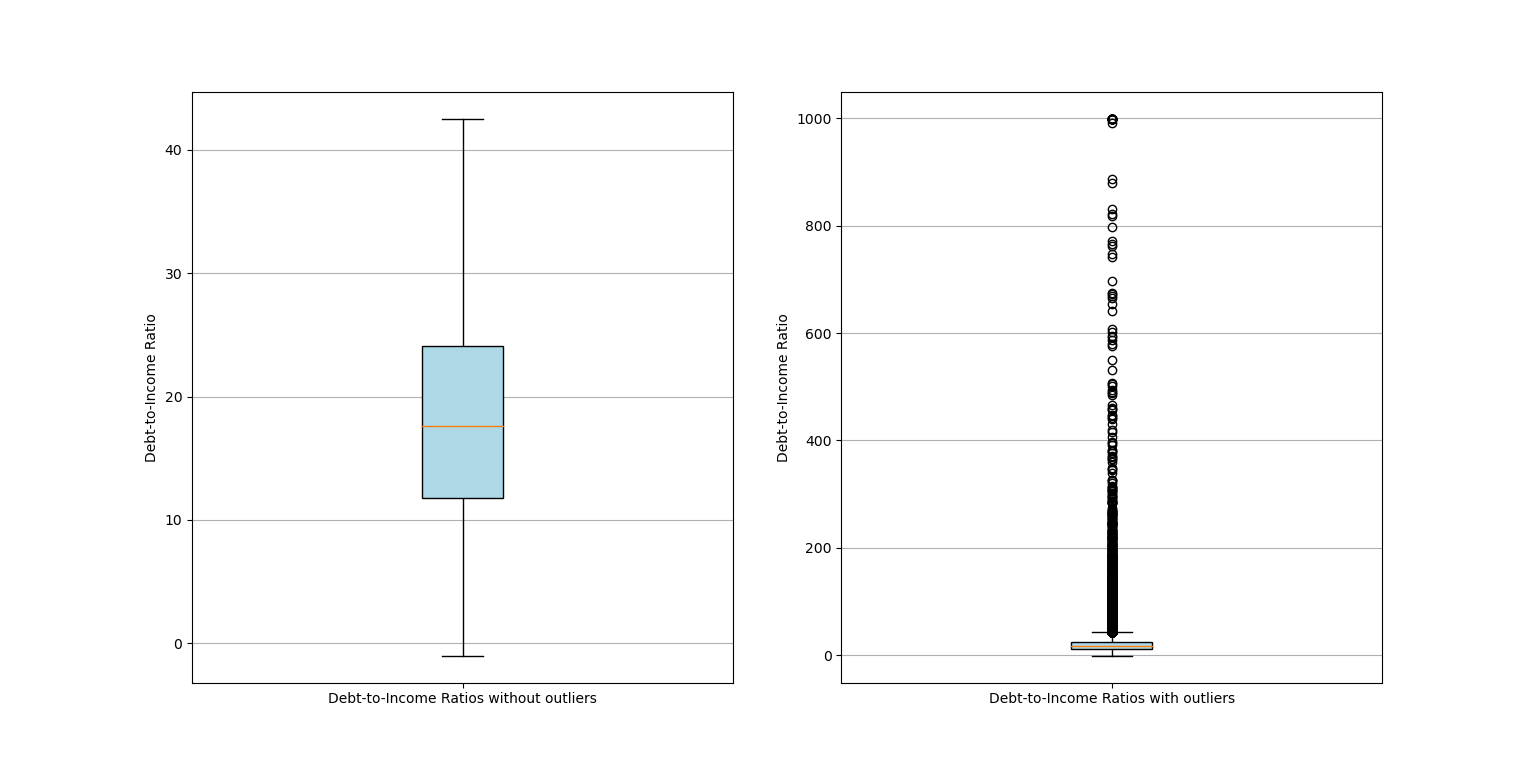 Debt-to-Income Ratio
40
30
20
10
0
Debt-to-Income Ratios without outliers
Debt-to-Income Ratio
1000
800
600
400
200
0
Debt-to-Income Ratios with outliers